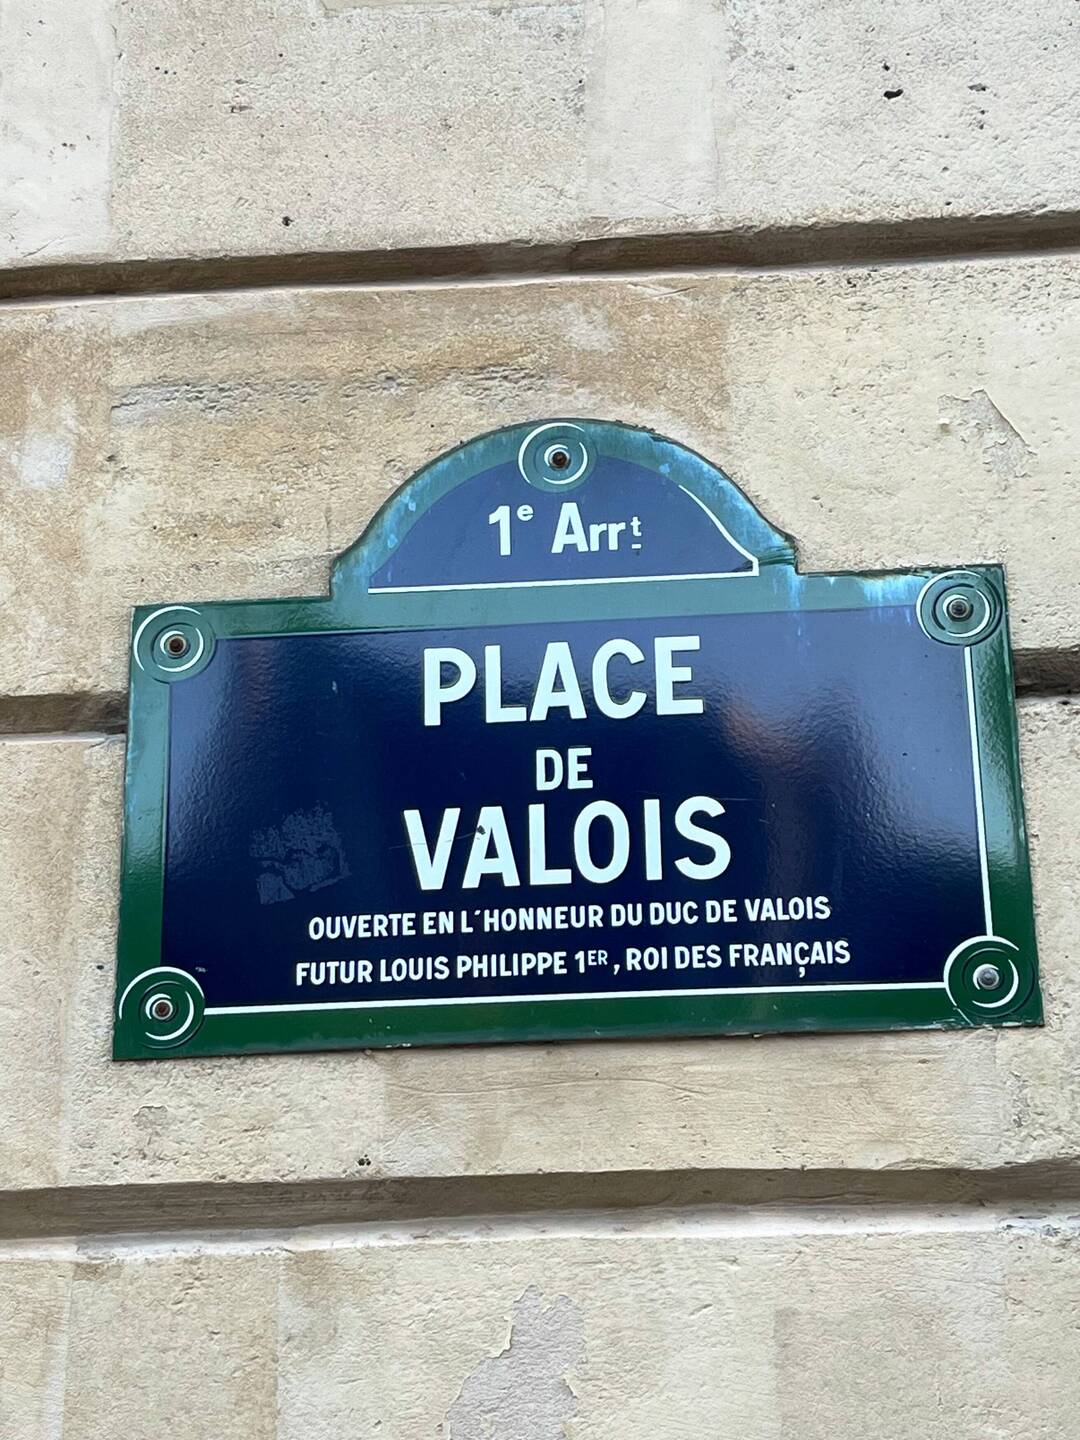 1e Arrt
PLACE
DE
VALOIS
OUVERTE EN L'HONNEUR DU DUC DE VALOIS
FUTUR LOUIS PHILIPPE 1ER, ROI DES FRANÇAIS